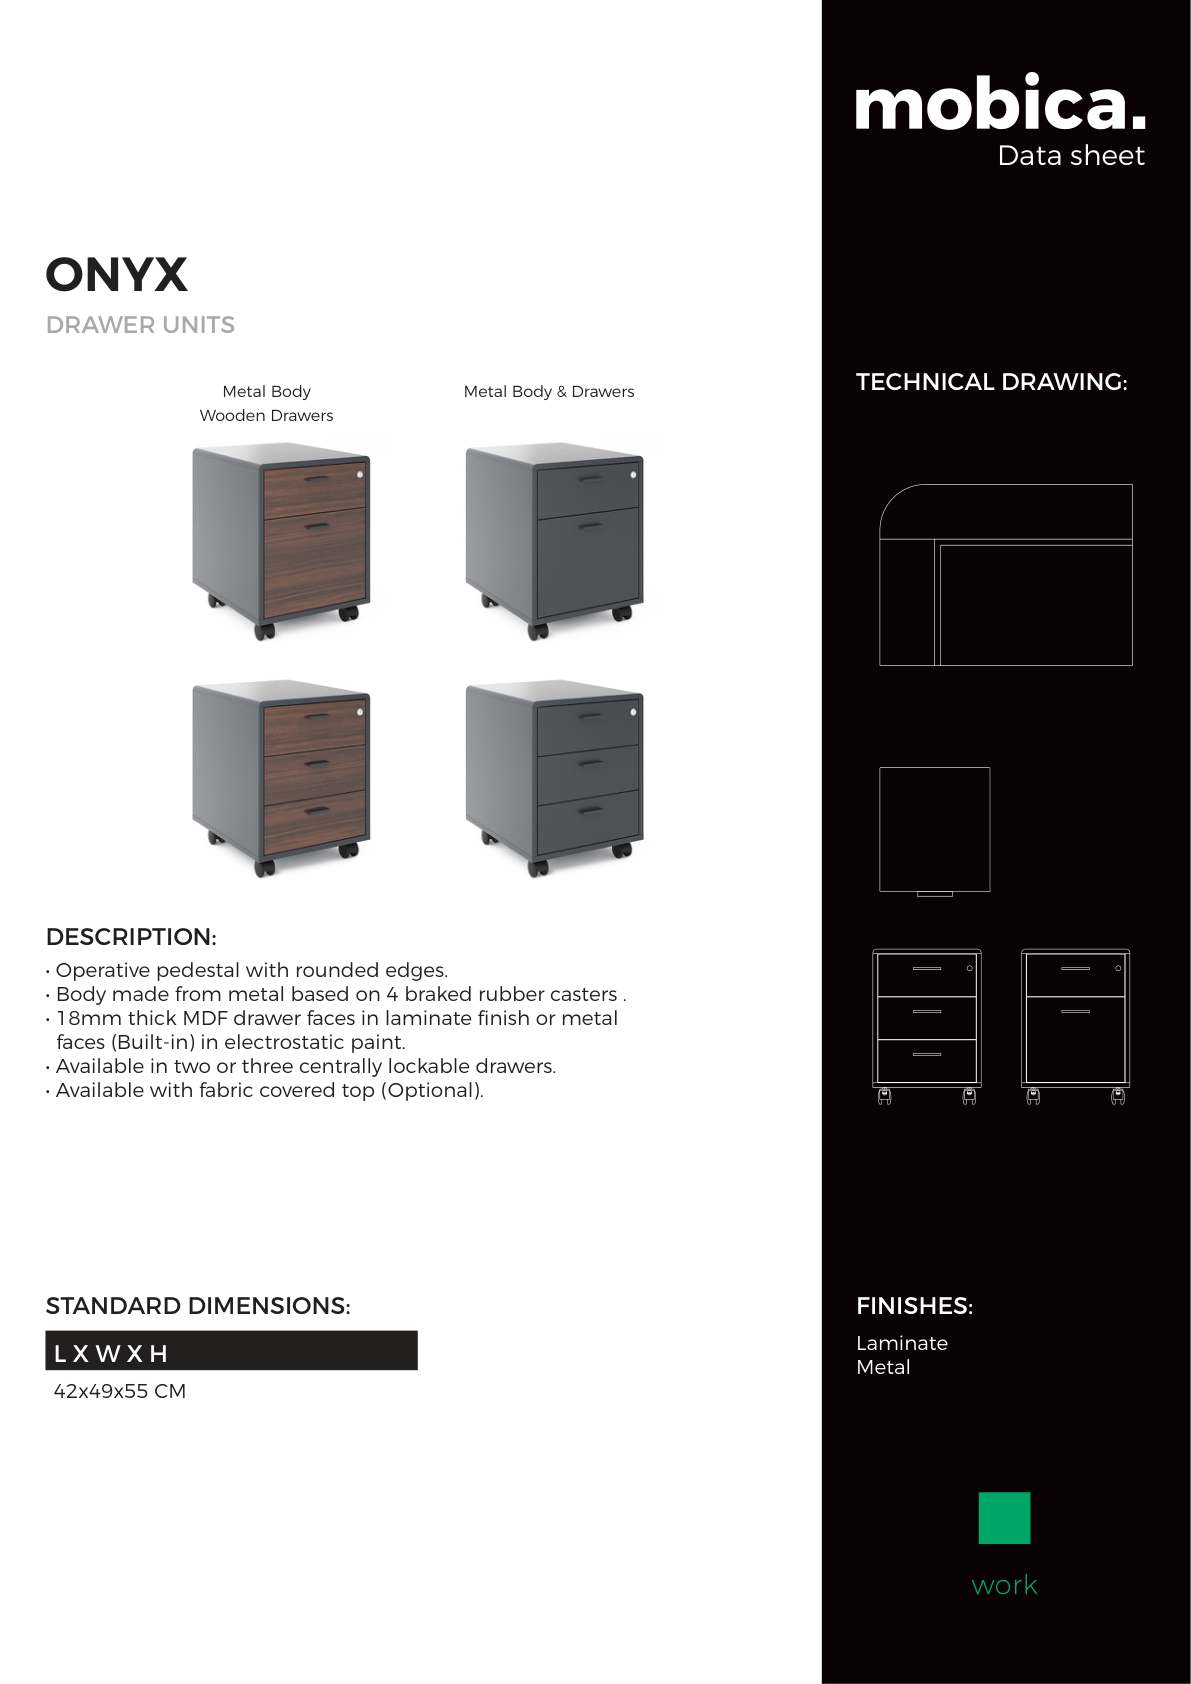 mobica.
Data sheet
ONYX
DRAWER UNITS
Metal Body
Wooden Drawers
Metal Body & Drawers
TECHNICAL DRAWING:
DESCRIPTION:
• Operative pedestal with rounded edges.
• Body made from metal based on 4 braked rubber casters .
• 18mm thick MDF drawer faces in laminate finish or metal
faces (Built-in) in electrostatic paint.
• Available in two or three centrally lockable drawers.
• Available with fabric covered top (Optional).
STANDARD DIMENSIONS:
L X W X H
42x49x55 CM
FINISHES:
Laminate
Metal
work